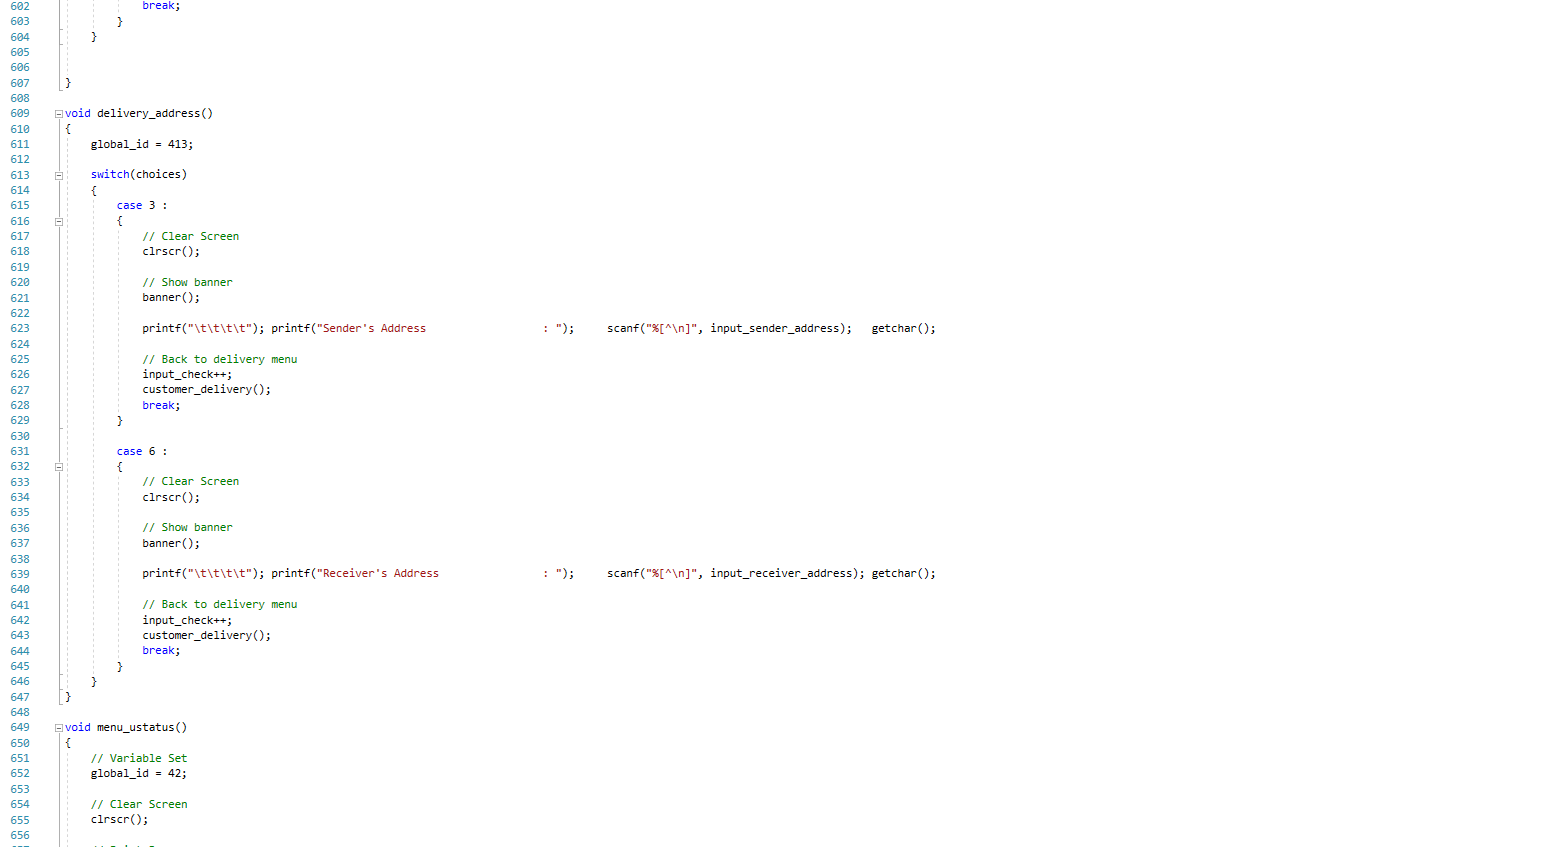 602 break;
603 }
604 }
605
606
607 }
608
609 void delivery_address()
610 {
611 global_id = 413;
612
613 switch(choices)
614 {
615 case 3 :
616 {
617 // Clear Screen
618 clrscr();
619
620 // Show banner
621 banner();
622
623 printf("\t\t\t\t"); printf("Sender's Address : "); scanf("%[^\n]", input_sender_address); getchar();
624
625 // Back to delivery menu
626 input_check++;
627 customer_delivery();
628 break;
629 }
630
631 case 6 :
632 {
633 // Clear Screen
634 clrscr();
635
636 // Show banner
637 banner();
638
639 printf("\t\t\t\t"); printf("Receiver's Address : "); scanf("%[^\n]", input_receiver_address); getchar();
640
641 // Back to delivery menu
642 input_check++;
643 customer_delivery();
644 break;
645 }
646 }
647 }
648
649 void menu_ustatus()
650 {
651 // Variable Set
652 global_id = 42;
653
654 // Clear Screen
655 clrscr();
656